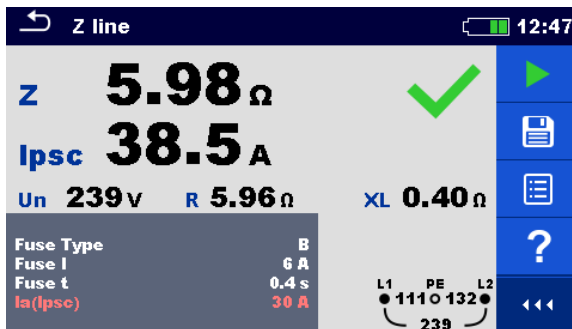 Z line 12:47
Z 5.98 Ω
Ipsc 38.5 A
Un 239 V R 5.96 Ω XL 0.40 Ω
Fuse Type B
Fuse I 6 A
Fuse t 0.4 s
Ia(Ipsc) 30 A
L1 PE L2
111 132
239
?